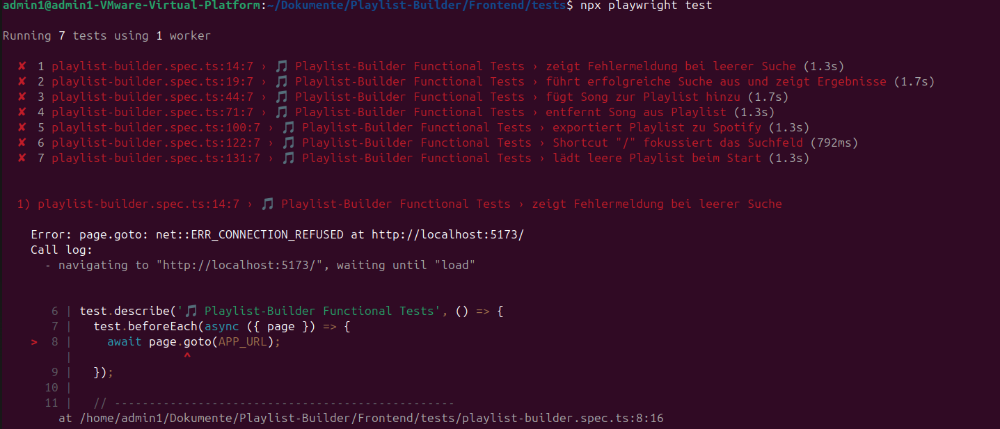 admin1@admin1-VMware-Virtual-Platform:~/Dokumente/Playlist-Builder/Frontend/tests$ npx playwright test
Running 7 tests using 1 worker
✘ 1 playlist-builder.spec.ts:14:7 › 🎵 Playlist-Builder Functional Tests › zeigt Fehlermeldung bei leerer Suche (1.3s)
✘ 2 playlist-builder.spec.ts:19:7 › 🎵 Playlist-Builder Functional Tests › führt erfolgreiche Suche aus und zeigt Ergebnisse (1.7s)
✘ 3 playlist-builder.spec.ts:44:7 › 🎵 Playlist-Builder Functional Tests › fügt Song zur Playlist hinzu (1.7s)
✘ 4 playlist-builder.spec.ts:71:7 › 🎵 Playlist-Builder Functional Tests › entfernt Song aus Playlist (1.3s)
✘ 5 playlist-builder.spec.ts:100:7 › 🎵 Playlist-Builder Functional Tests › exportiert Playlist zu Spotify (1.3s)
✘ 6 playlist-builder.spec.ts:122:7 › 🎵 Playlist-Builder Functional Tests › Shortcut "/" fokussiert das Suchfeld (792ms)
✘ 7 playlist-builder.spec.ts:131:7 › 🎵 Playlist-Builder Functional Tests › lädt leere Playlist beim Start (1.3s)
1) playlist-builder.spec.ts:14:7 › 🎵 Playlist-Builder Functional Tests › zeigt Fehlermeldung bei leerer Suche
Error: page.goto: net::ERR_CONNECTION_REFUSED at http://localhost:5173/
Call log:
- navigating to "http://localhost:5173/", waiting until "load"
6 | test.describe('🎵 Playlist-Builder Functional Tests', () => {
7 | test.beforeEach(async ({ page }) => {
> 8 | await page.goto(APP_URL);
| ^
9 | });
10 |
11 | // -------------------------------------------------
at /home/admin1/Dokumente/Playlist-Builder/Frontend/tests/playlist-builder.spec.ts:8:16